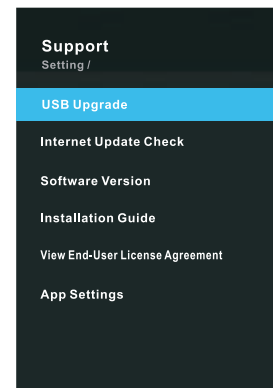 Support
Setting /
USB Upgrade
Internet Update Check
Software Version
Installation Guide
View End-User License Agreement
App Settings